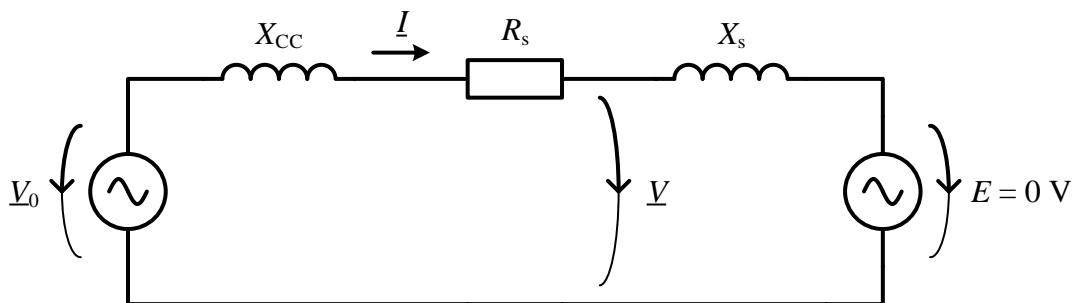 X_CC I R_s X_s
V_0 V E = 0 V